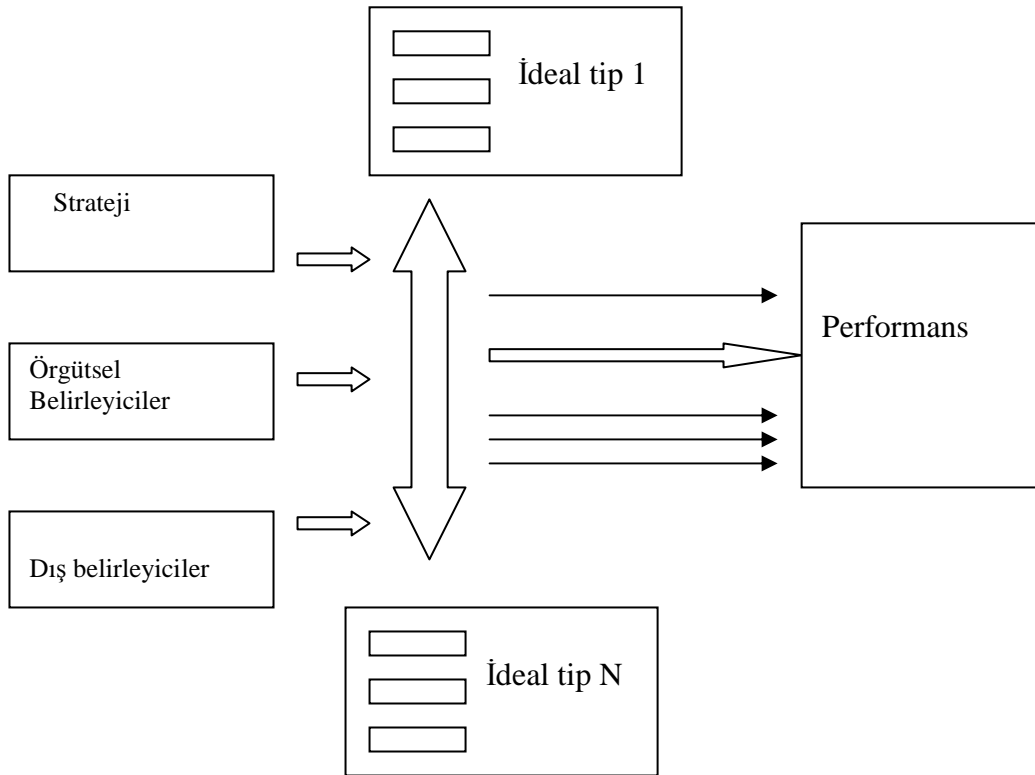 İdeal tip 1
Strateji
Örgütsel
Belirleyiciler
Performans
Dış belirleyiciler
İdeal tip N